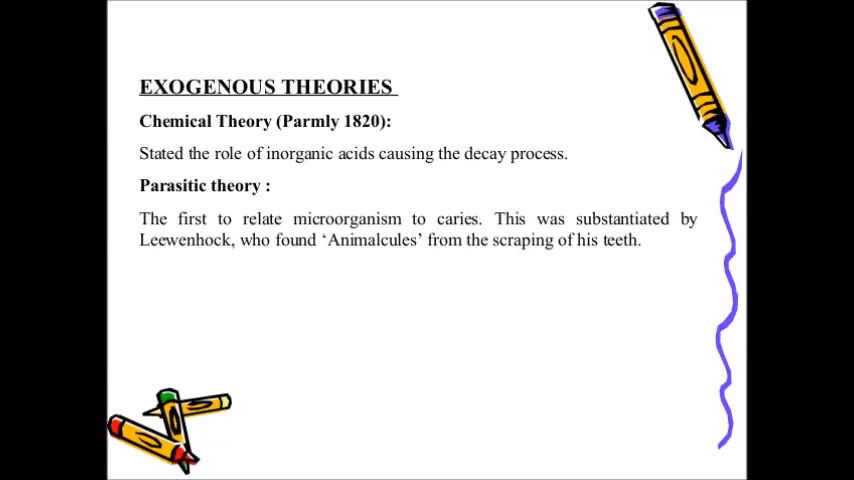 EXOGENOUS THEORIES
Chemical Theory (Parmly 1820):
Stated the role of inorganic acids causing the decay process.
Parasitic theory :
The first to relate microorganism to caries. This was substantiated by
Leewenhock, who found ‘Animalcules’ from the scraping of his teeth.